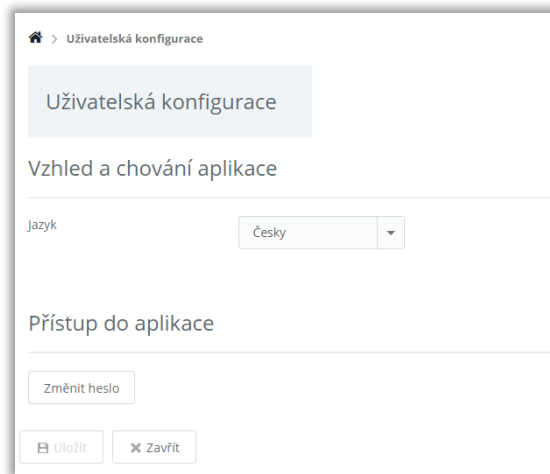 > Uživatelská konfigurace
Uživatelská konfigurace
Vzhled a chování aplikace
Jazyk
Česky
Přístup do aplikace
Změnit heslo
Uložit
Zavřít